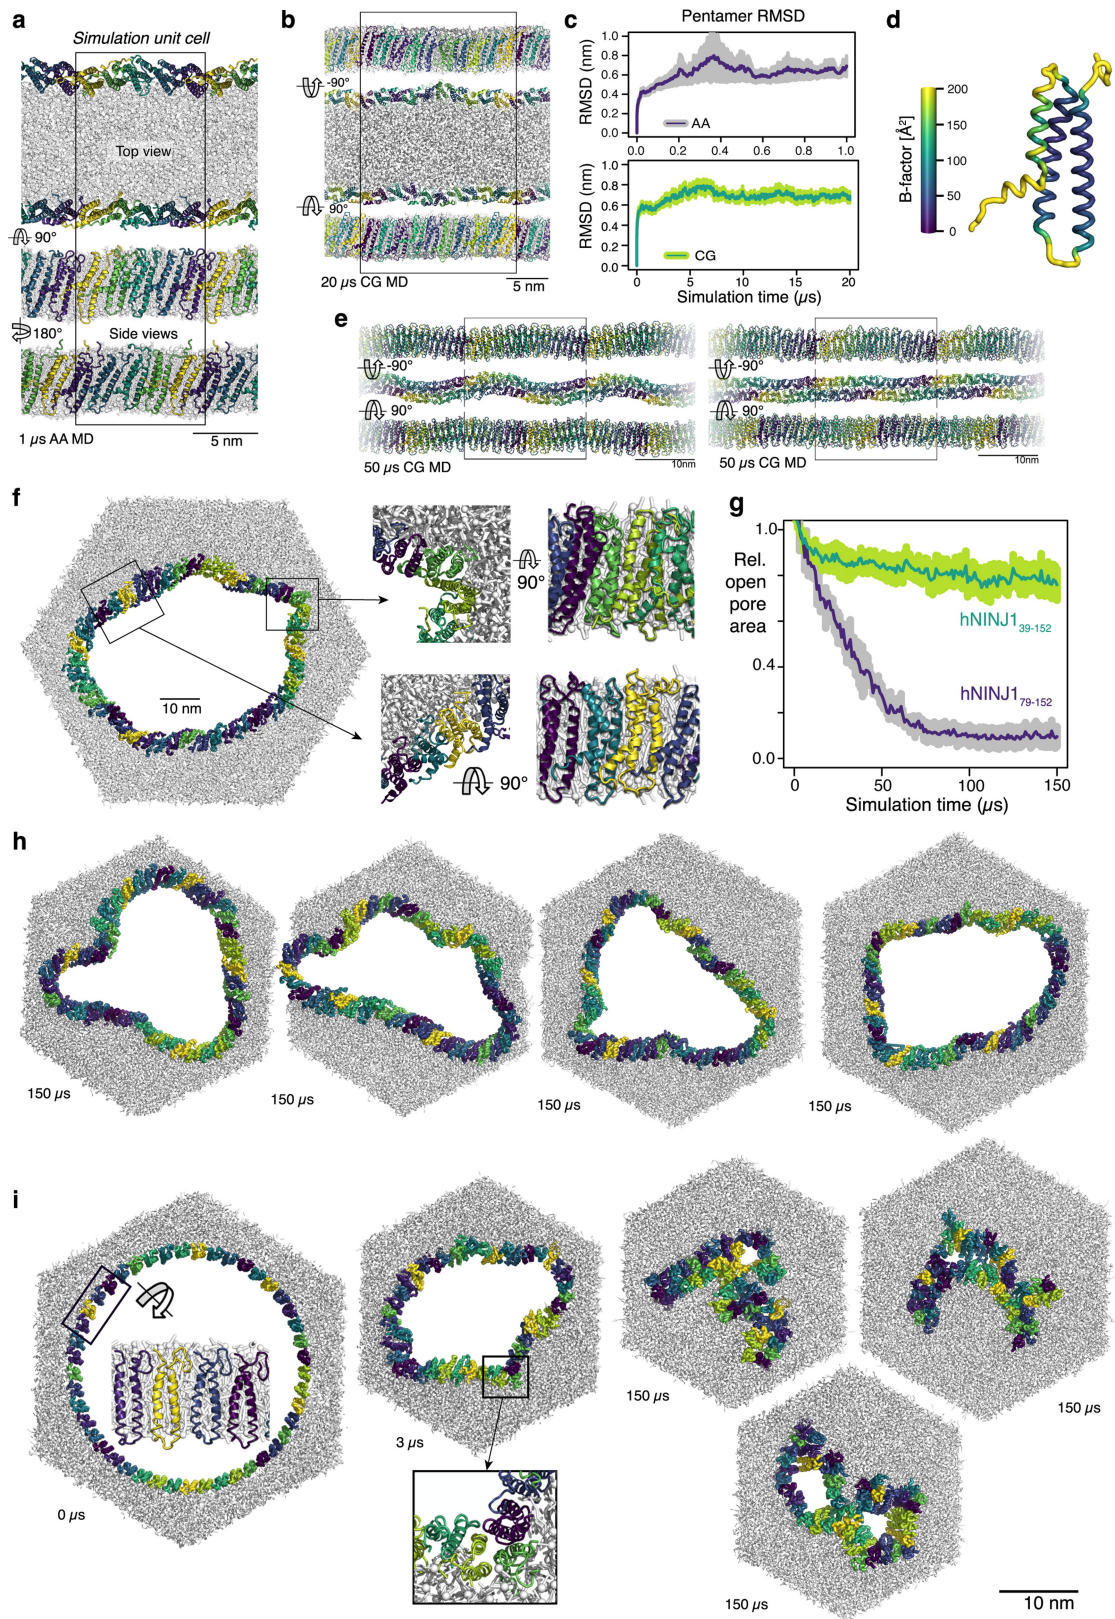 a
Simulation unit cell
Top view
90°
180°
Side views
1 µs AA MD
5 nm
b
-90°
90°
20 µs CG MD
5 nm
c
Pentamer RMSD
RMSD (nm)
1.0
0.8
0.6
0.4
0.2
0.0
AA
0.0 0.2 0.4 0.6 0.8 1.0
RMSD (nm)
1.0
0.8
0.6
0.4
0.2
0.0
CG
0 5 10 15 20
Simulation time (µs)
d
B-factor [Å²]
200
150
100
50
0
e
-90°
90°
50 µs CG MD
10nm
-90°
90°
50 µs CG MD
10nm
f
10 nm
90°
90°
g
Rel.
open
pore
area
1.0
0.4
0.0
hNINJ1₃₉₋₁₅₂
hNINJ1₇₉₋₁₅₂
0 50 100 150
Simulation time (µs)
h
150 µs
150 µs
150 µs
150 µs
i
0 µs
3 µs
150 µs
150 µs
150 µs
10 nm